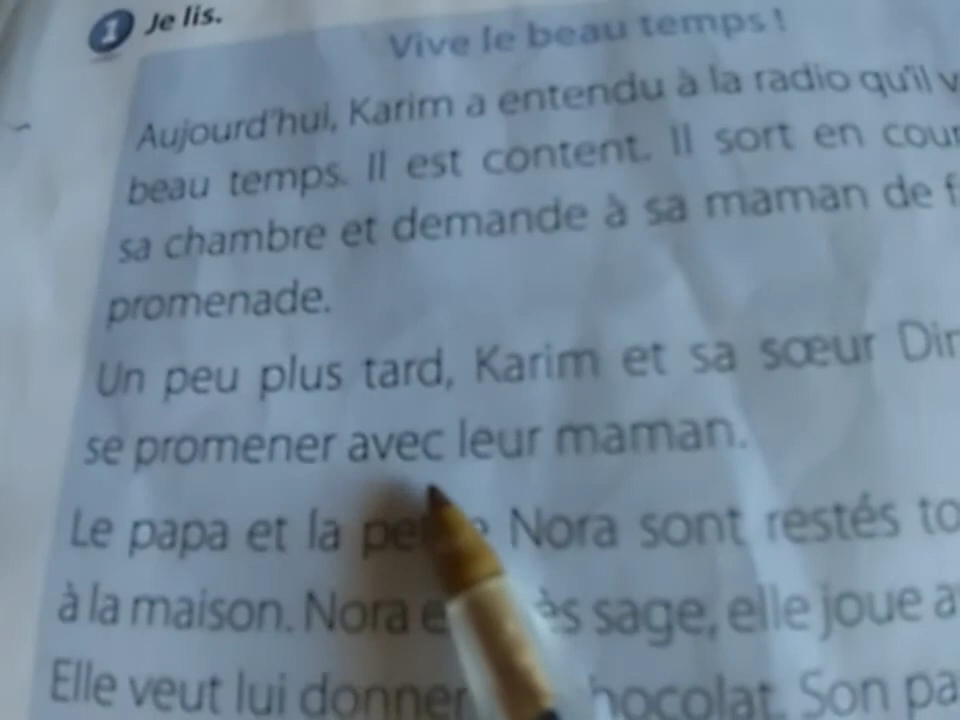 1 Je lis.
Vive le beau temps !
Aujourd'hui, Karim a entendu à la radio qu'il
beau temps. Il est content. Il sort en
sa chambre et demande à sa maman de
promenade.
Un peu plus tard, Karim et sa sœur
se promener avec leur maman.
Le papa et la Nora sont restés
à la maison. Nora sage, elle joue
Elle veut lui donner Son